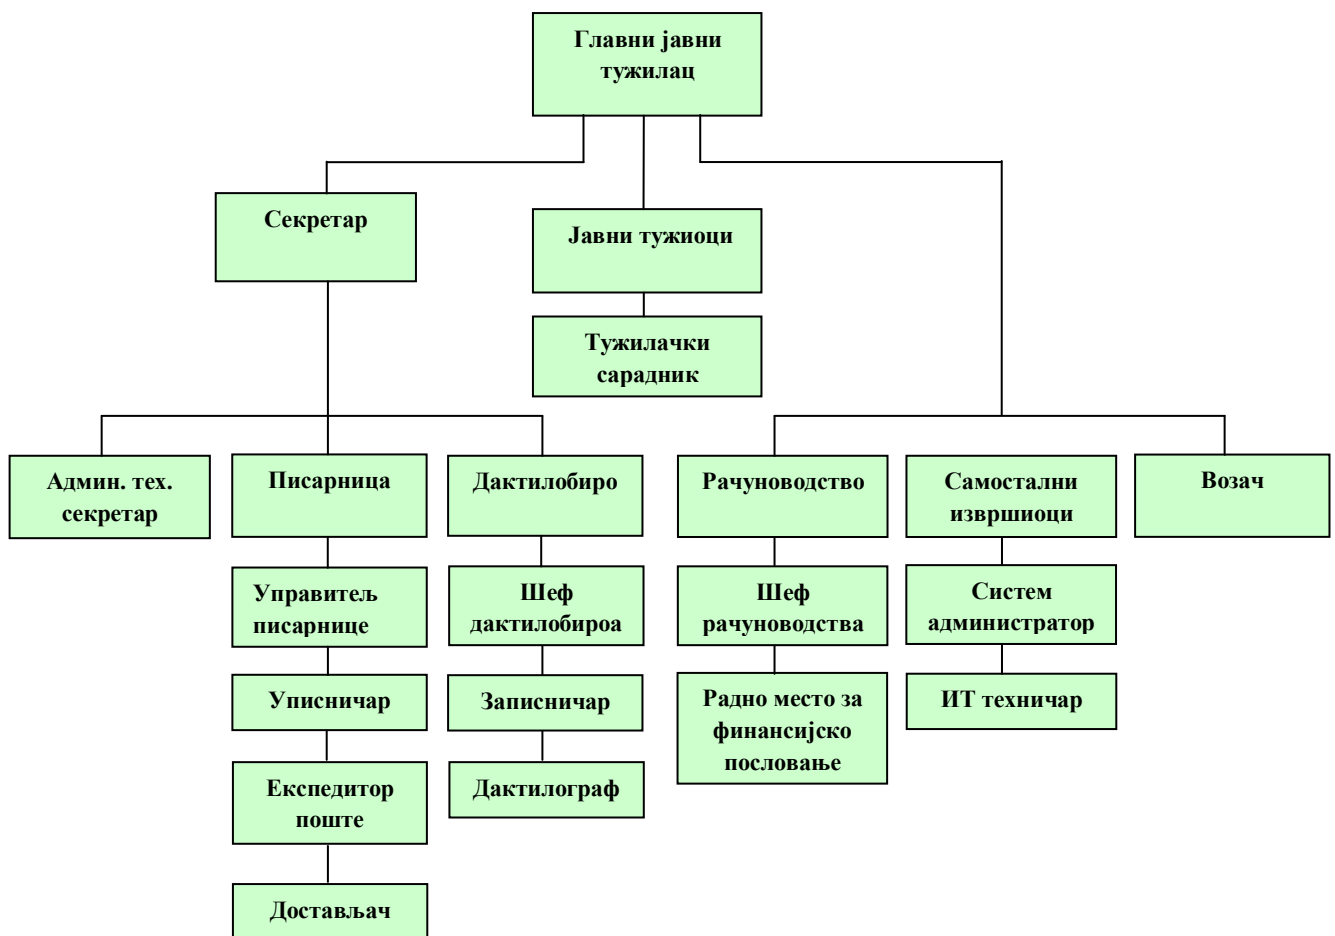 Главни јавни
тужилац
Секретар
Јавни тужиоци
Тужилачки
сарадник
Админ. тех.
секретар
Писарница
Дактилобиро
Рачуноводство
Самостални
извршиоци
Возач
Управитељ
писарнице
Шеф
дактилобироа
Шеф
рачуноводства
Систем
администратор
Уписничар
Записничар
Радно место за
финансијско
пословање
ИТ техничар
Експедитор
поште
Дактилограф
Достављач